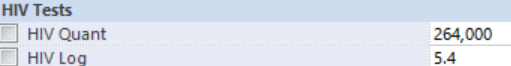 HIV Tests
HIV Quant 264,000
HIV Log 5.4